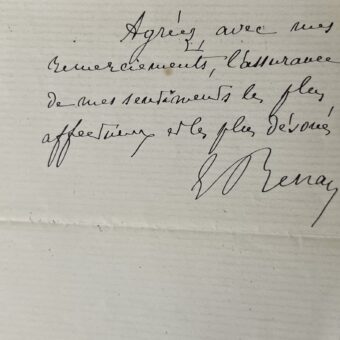 Agréez, avec mes
remerciements, l'assurance
de mes sentiments les plus
affectueux et les plus dévoués
E Renan